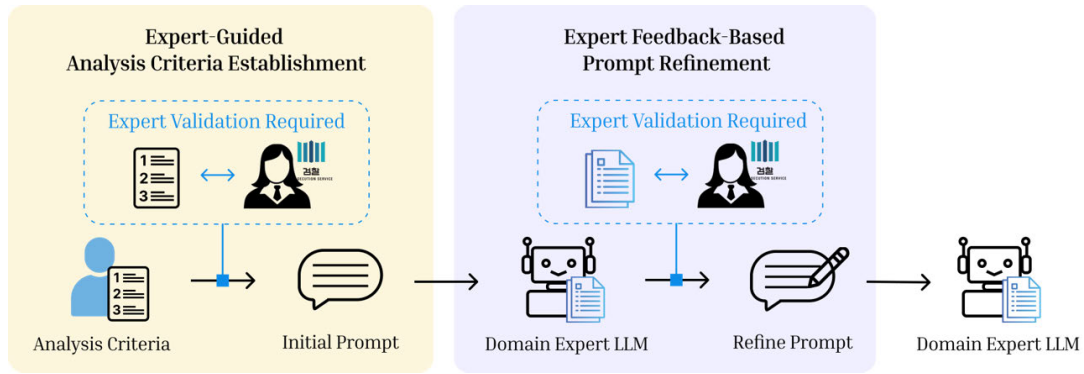 Expert-Guided
Analysis Criteria Establishment
Expert Validation Required
1
2
3
검찰
Analysis Criteria
1
2
3
Initial Prompt
Expert Feedback-Based
Prompt Refinement
Expert Validation Required
검찰
Domain Expert LLM
Refine Prompt
Domain Expert LLM